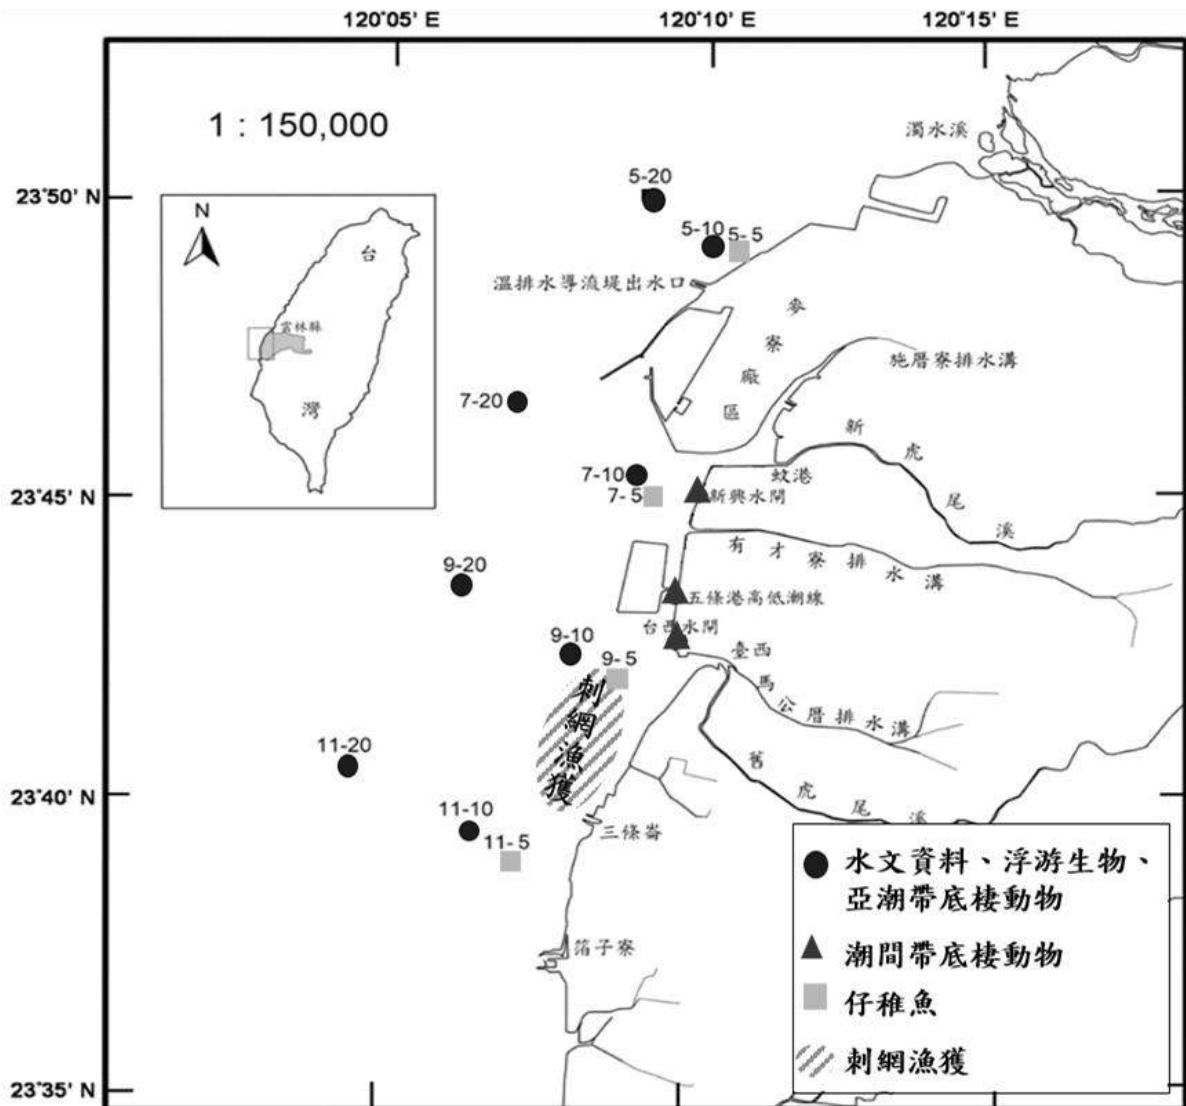 120°05' E
120°10' E
120°15' E
1：150,000
濁水溪
5-20
23°50' N
N
5-10
5- 5
台
溫排水導流堤出水口
麥
寮
廠
區
雲林縣
施厝寮排水溝
7-20
灣
新
虎
尾
溪
7-10
蚊港
7- 5
新興水閘
23°45' N
有才寮排水溝
9-20
五條港高低潮線
台西水閘
9-10
9- 5
臺西
刺網漁獲
馬公厝排水溝
11-20
舊虎尾溪
23°40' N
11-10
三條崙
11- 5
水文資料、浮游生物、
亞潮帶底棲動物
箔子寮
潮間帶底棲動物
仔稚魚
刺網漁獲
23°35' N